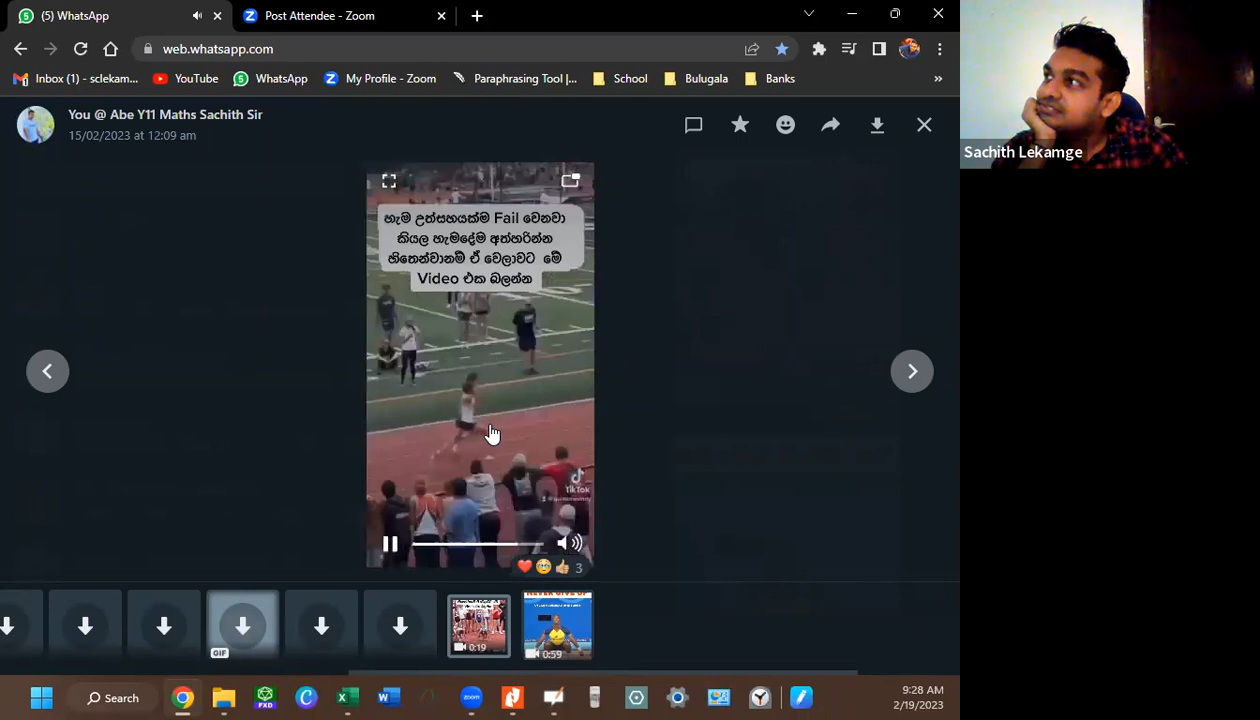 (5) WhatsApp
Post Attendee - Zoom
web.whatsapp.com
Inbox (1) - sclekam...
YouTube
WhatsApp
My Profile - Zoom
Paraphrasing Tool |...
School
Bulugala
Banks
»
You @ Abe Y11 Maths Sachith Sir
15/02/2023 at 12:09 am
Sachith Lekamge
හැම උත්සහයක්ම Fail වෙනවා
කියල හැමදේම අත්හරින්න
හිතෙන්වානම් ඒ වෙලාවට මේ
Video එක බලන්න
TikTok
3
GIF
0:19
NEVER GIVE UP
0:59
Search
FXD
zoom
9:28 AM
2/19/2023